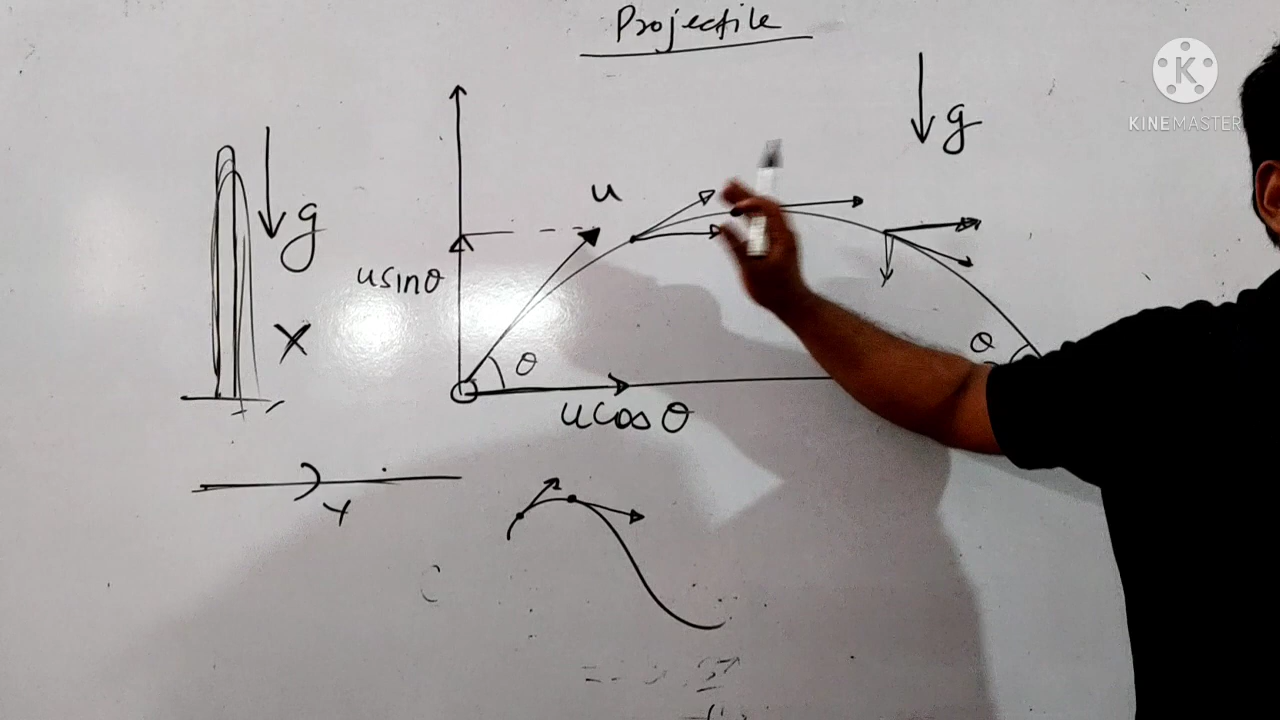 Projectile
K
KINEMASTER
g
g
u
usinθ
X
θ
θ
ucosθ